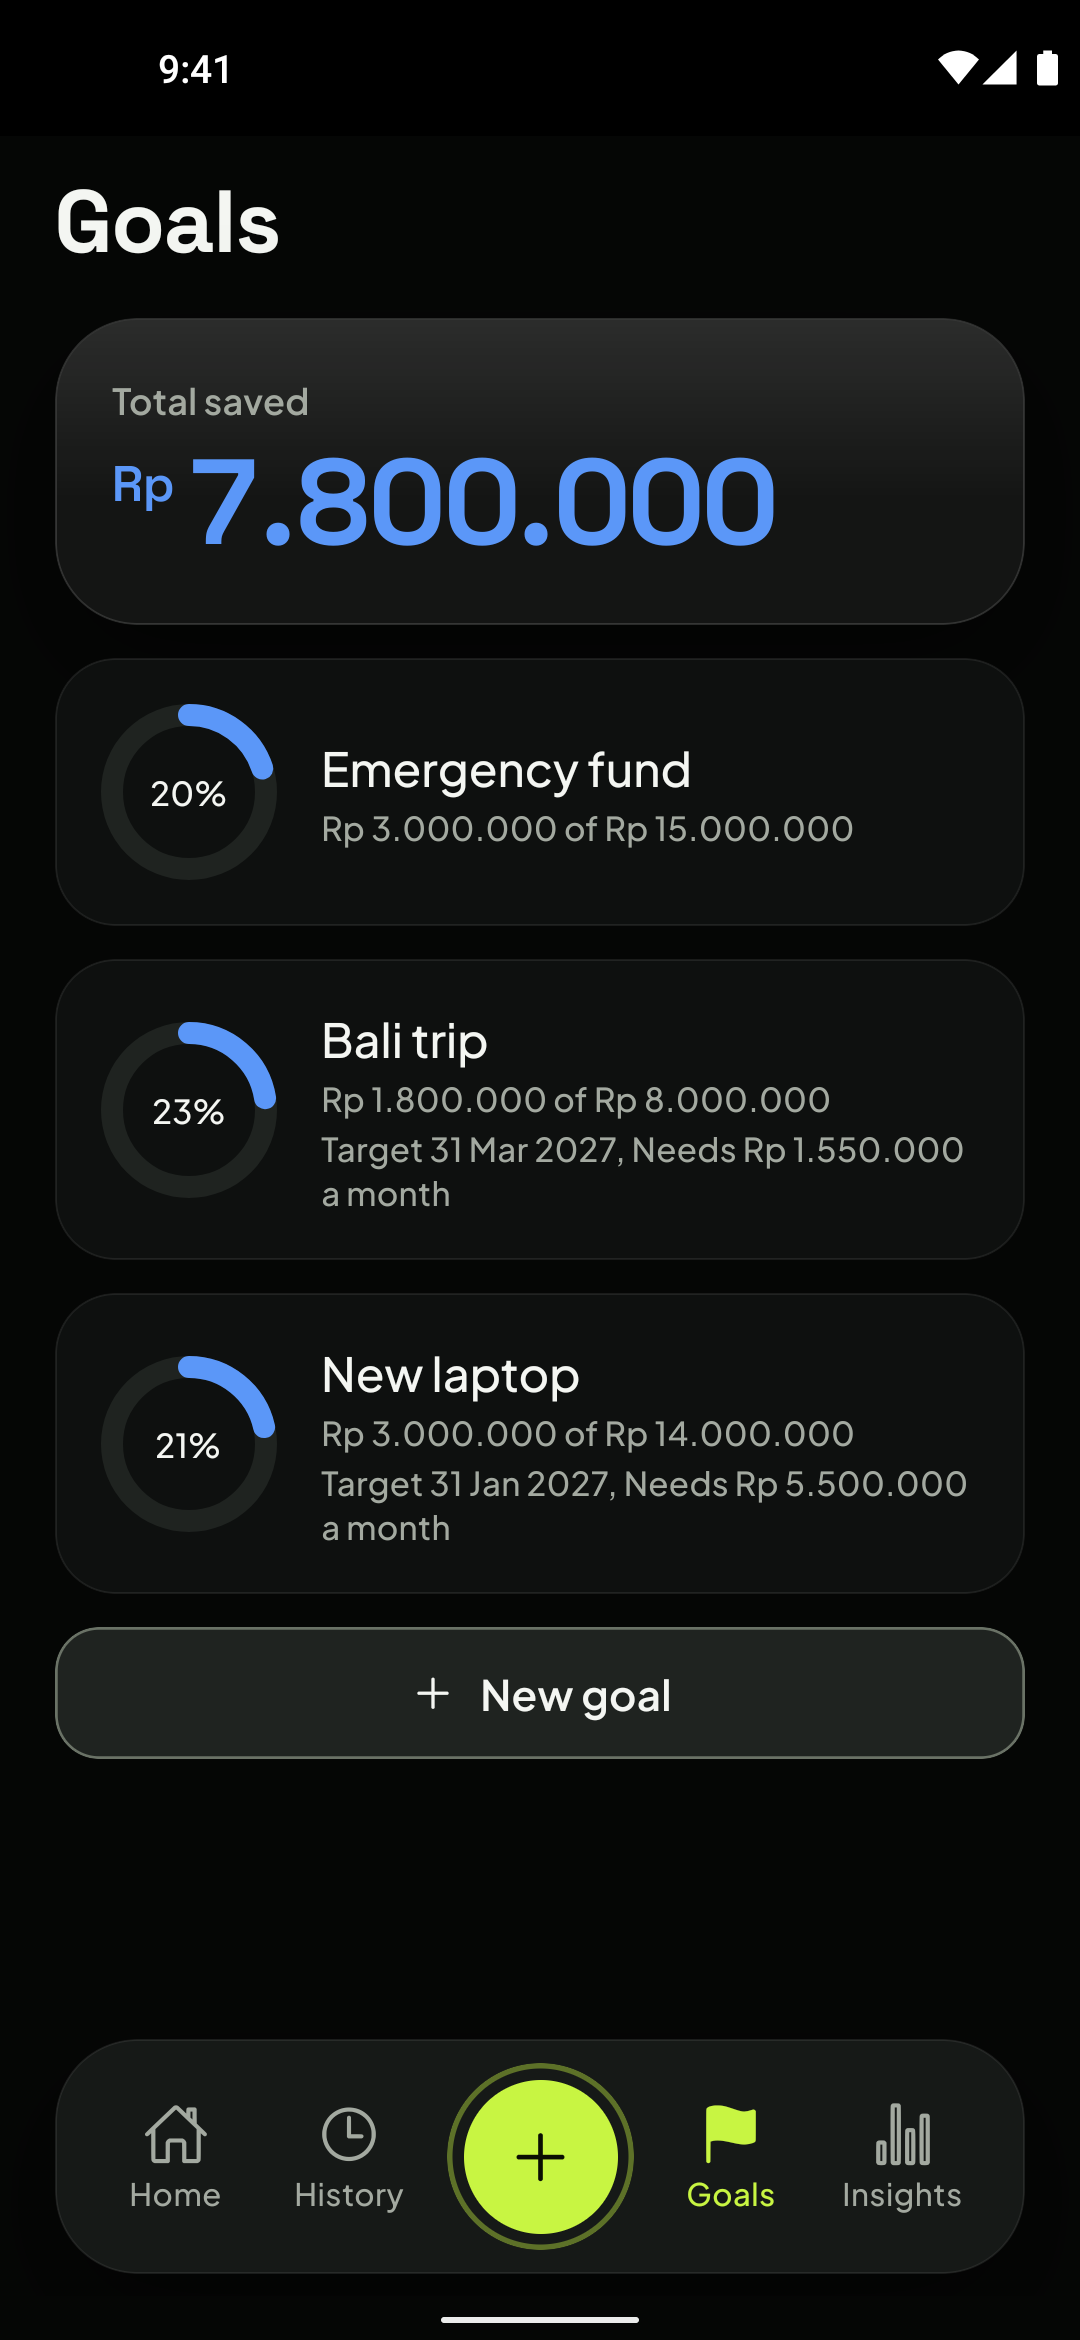 9:41
Goals
Total saved
Rp 7.800.000
20%
Emergency fund
Rp 3.000.000 of Rp 15.000.000
23%
Bali trip
Rp 1.800.000 of Rp 8.000.000
Target 31 Mar 2027, Needs Rp 1.550.000
a month
21%
New laptop
Rp 3.000.000 of Rp 14.000.000
Target 31 Jan 2027, Needs Rp 5.500.000
a month
+ New goal
Home
History
Goals
Insights